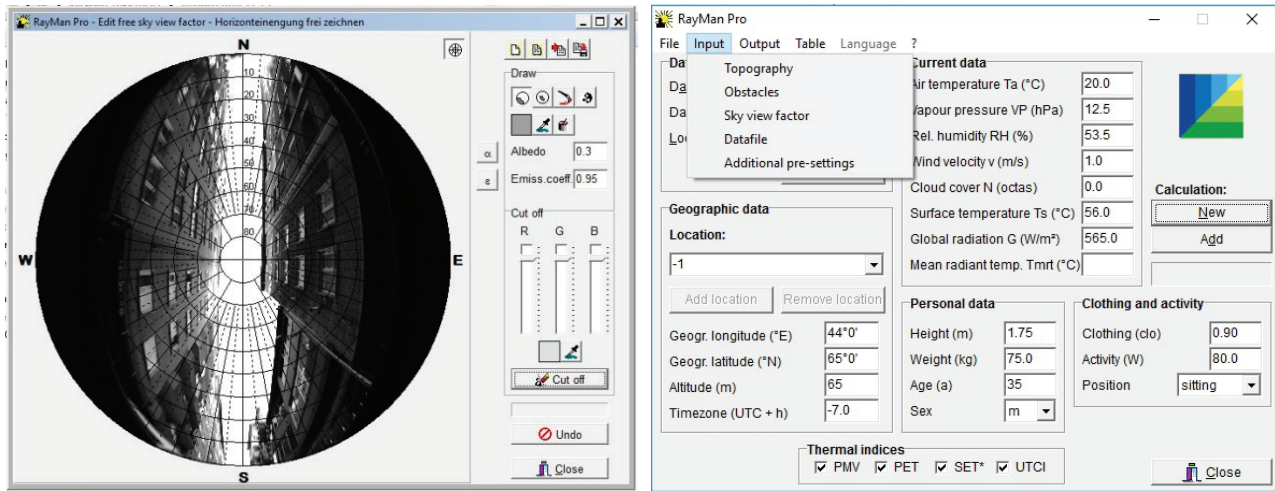 RayMan Pro - Edit free sky view factor - Horizonteinengung frei zeichnen
N
10
20
30
40
50
60
70
80
W
E
S
Draw
α
Albedo 0.3
ε
Emiss.coeff. 0.95
Cut off
R G B
Cut off
Undo
Close
RayMan Pro
File Input Output Table Language ?
Topography
Obstacles
Sky view factor
Datafile
Additional pre-settings
Current data
Air temperature Ta (°C) 20.0
Vapour pressure VP (hPa) 12.5
Rel. humidity RH (%) 53.5
Wind velocity v (m/s) 1.0
Cloud cover N (octas) 0.0
Surface temperature Ts (°C) 56.0
Global radiation G (W/m²) 565.0
Mean radiant temp. Tmrt (°C)
Calculation:
New
Add
Geographic data
Location:
-1
Add location Remove location
Geogr. longitude (°E) 44°0'
Geogr. latitude (°N) 65°0'
Altitude (m) 65
Timezone (UTC + h) -7.0
Personal data
Height (m) 1.75
Weight (kg) 75.0
Age (a) 35
Sex m
Clothing and activity
Clothing (clo) 0.90
Activity (W) 80.0
Position sitting
Thermal indices
PMV PET SET* UTCI
Close